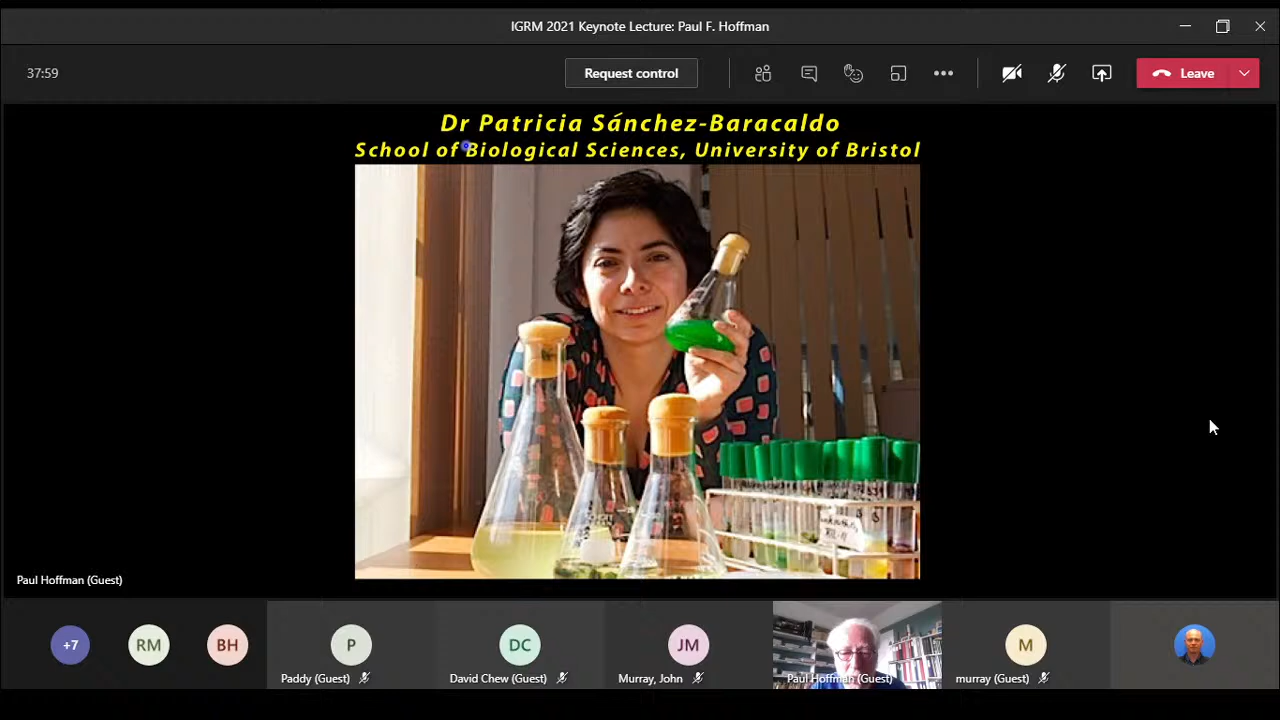 IGRM 2021 Keynote Lecture: Paul F. Hoffman
37:59
Request control
Leave
Dr Patricia Sánchez-Baracaldo
School of Biological Sciences, University of Bristol
Paul Hoffman (Guest)
+7
RM
BH
P
DC
JM
M
Paddy (Guest)
David Chew (Guest)
Murray, John
Paul Hoffman (Guest)
murray (Guest)